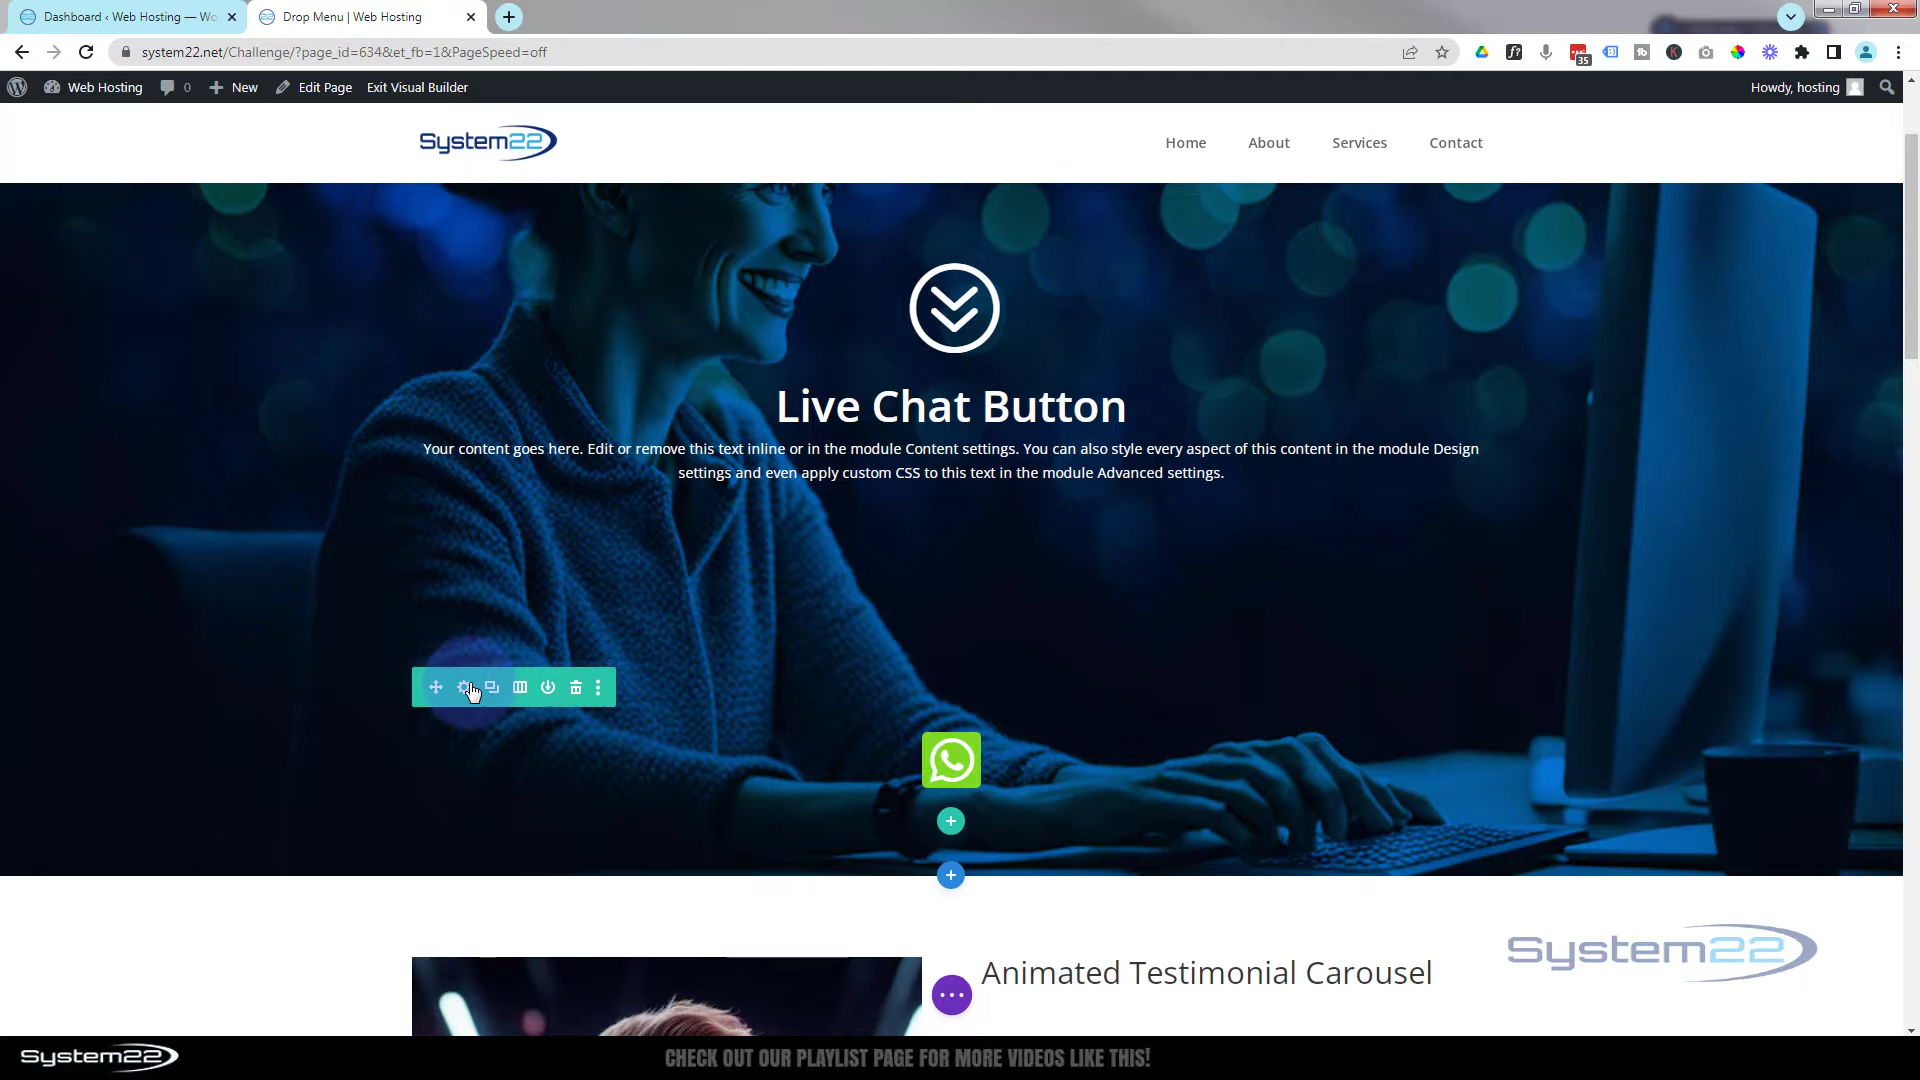 Dashboard ‹ Web Hosting — Wo
Drop Menu | Web Hosting
system22.net/Challenge/?page_id=634&et_fb=1&PageSpeed=off
35
Web Hosting
0
New
Edit Page
Exit Visual Builder
Howdy, hosting
System22
Home
About
Services
Contact
Live Chat Button
Your content goes here. Edit or remove this text inline or in the module Content settings. You can also style every aspect of this content in the module Design
settings and even apply custom CSS to this text in the module Advanced settings.
Animated Testimonial Carousel
System22
System22
CHECK OUT OUR PLAYLIST PAGE FOR MORE VIDEOS LIKE THIS!